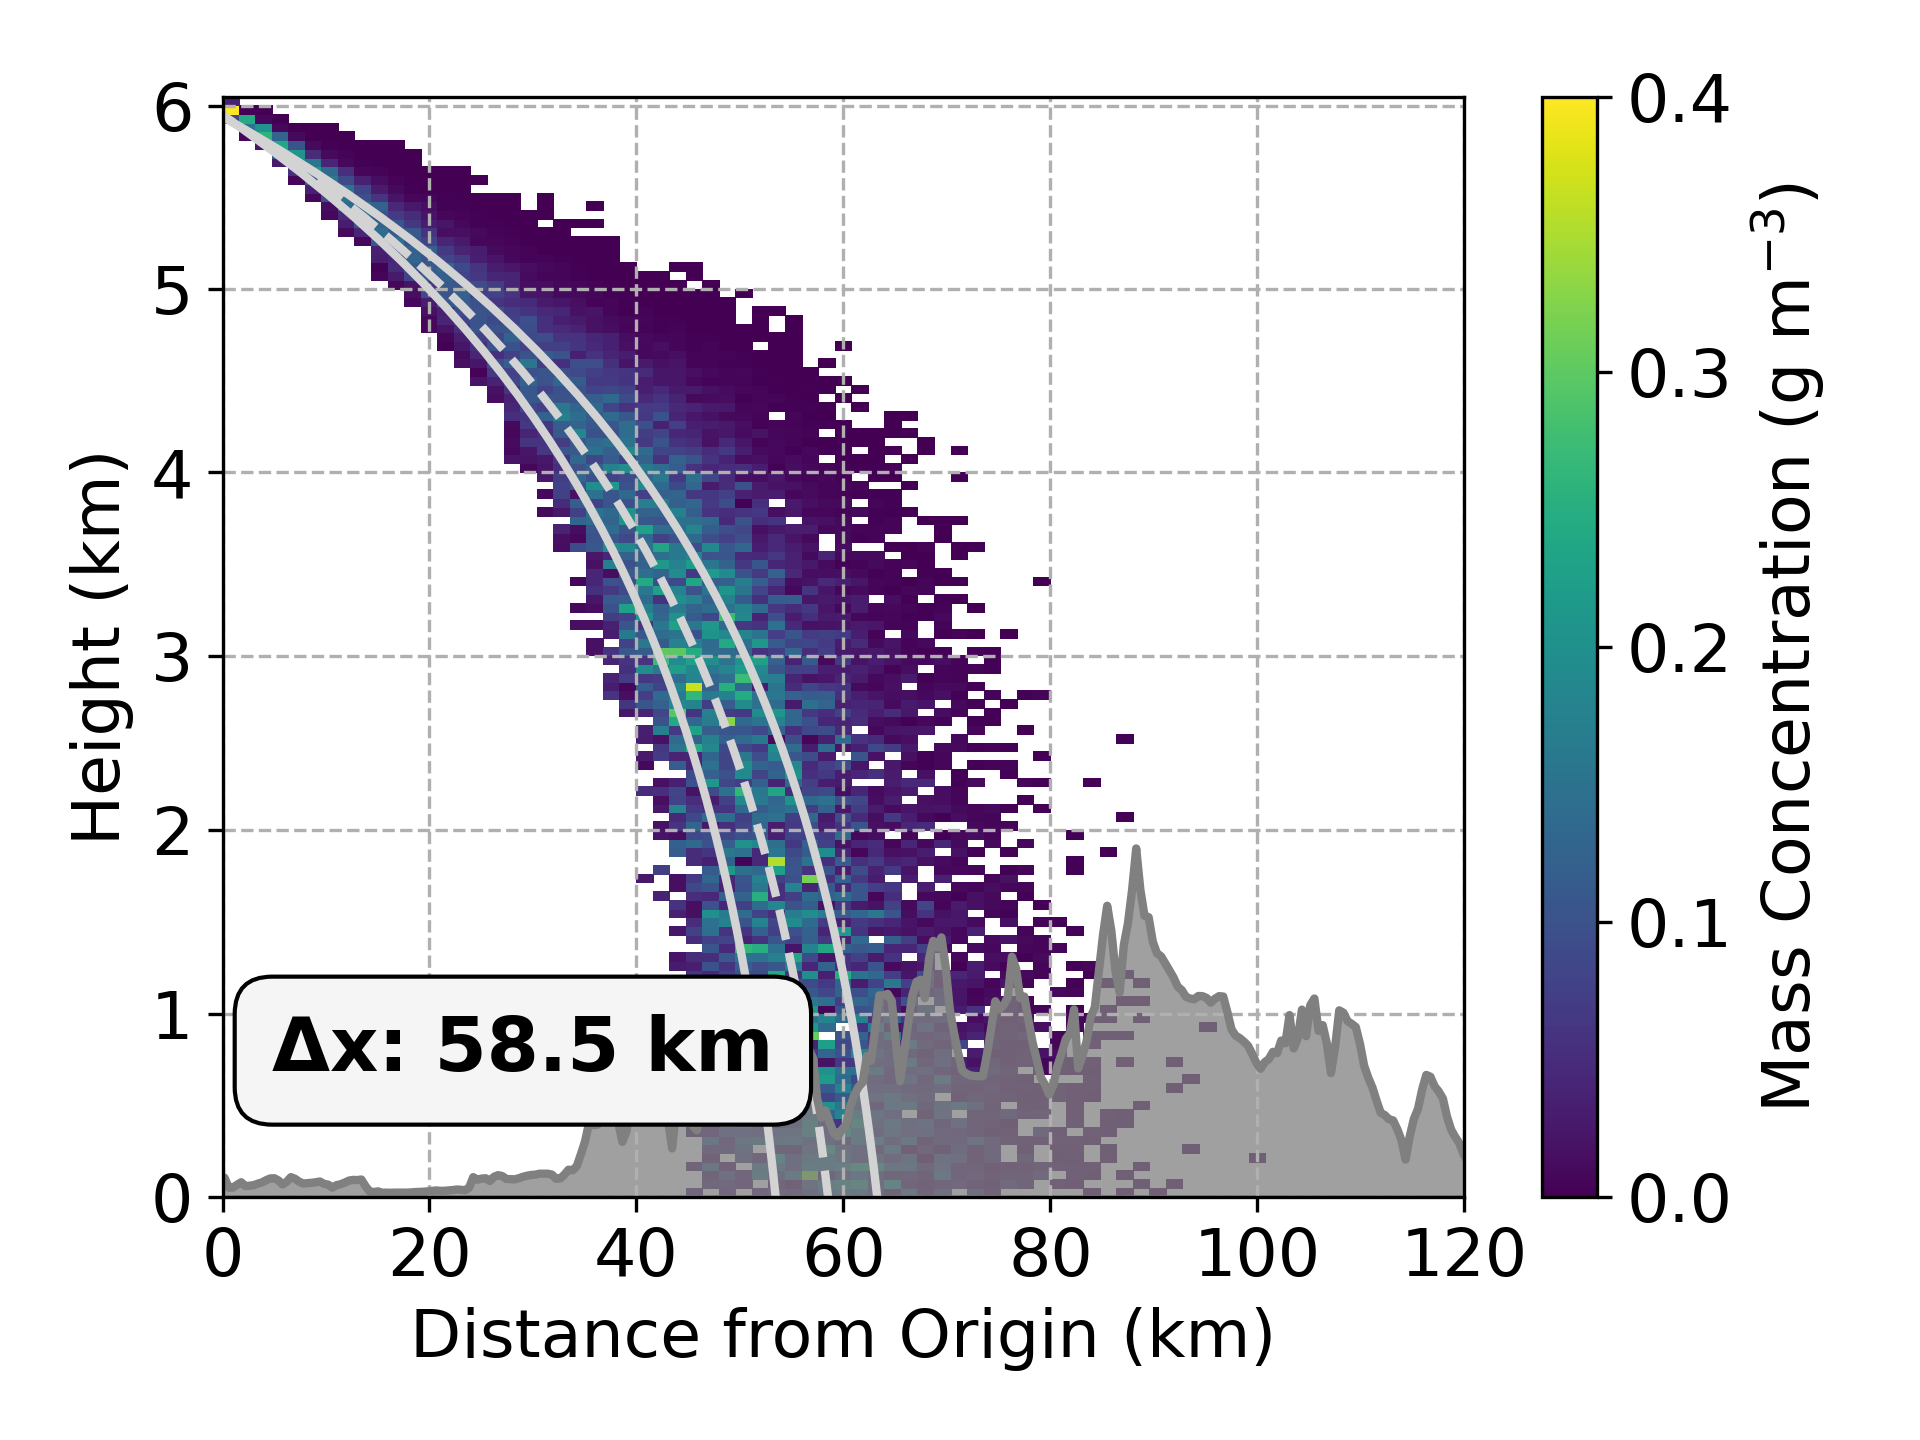 6
5
4
3
2
1
0
Height (km)
Δx: 58.5 km
0 20 40 60 80 100 120
Distance from Origin (km)
0.4
0.3
0.2
0.1
0.0
Mass Concentration (g m⁻³)